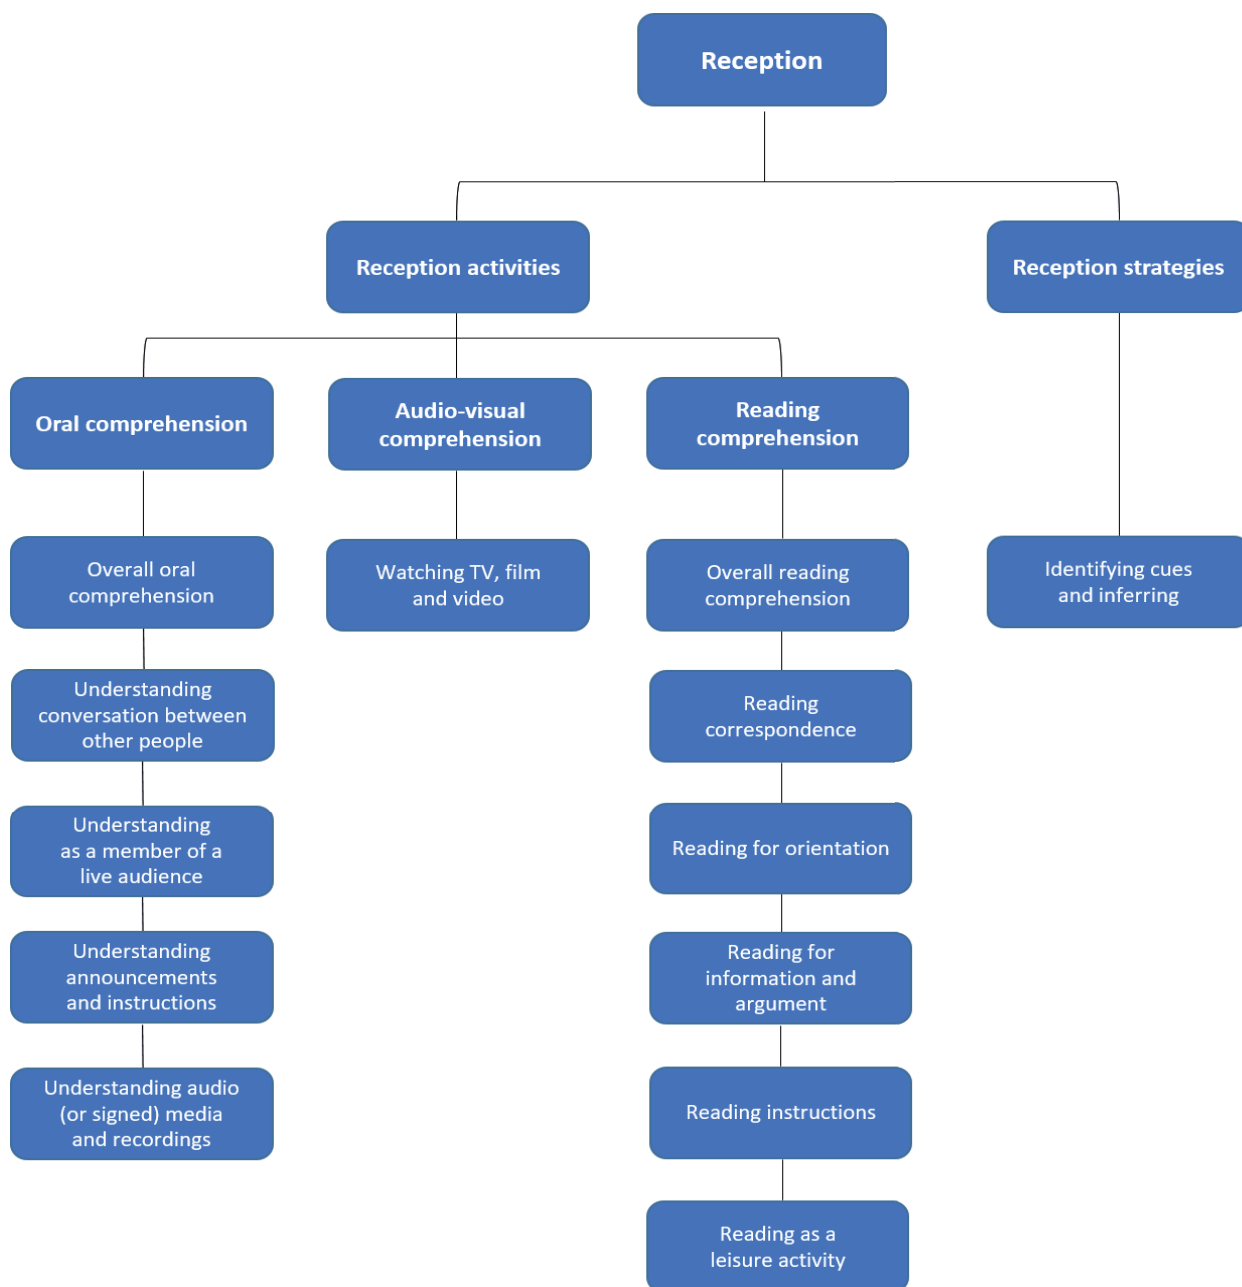 Reception
Reception activities
Reception strategies
Oral comprehension
Audio-visual
comprehension
Reading
comprehension
Overall oral
comprehension
Watching TV, film
and video
Overall reading
comprehension
Identifying cues
and inferring
Understanding
conversation between
other people
Reading
correspondence
Understanding
as a member of a
live audience
Reading for orientation
Understanding
announcements
and instructions
Reading for
information and
argument
Understanding audio
(or signed) media
and recordings
Reading instructions
Reading as a
leisure activity